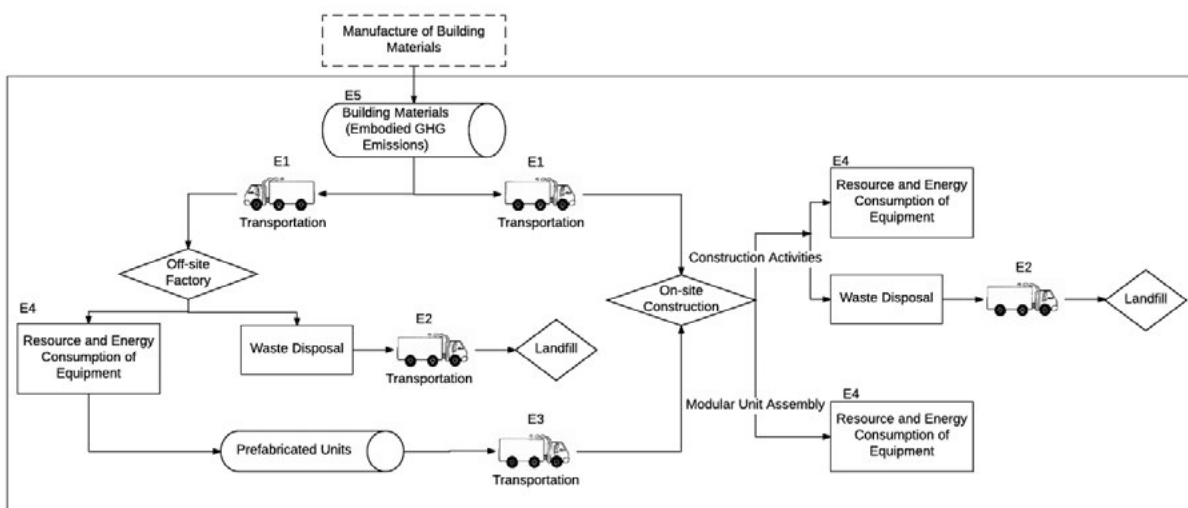 Manufacture of Building
Materials
E5
Building Materials
(Embodied GHG
Emissions)
E1
Transportation
E1
Transportation
Off-site
Factory
E4
Resource and Energy
Consumption of
Equipment
Waste Disposal
E2
Transportation
Landfill
Prefabricated Units
E3
Transportation
On-site
Construction
Construction Activities
E4
Resource and Energy
Consumption of
Equipment
Waste Disposal
E2
Landfill
Modular Unit Assembly
E4
Resource and Energy
Consumption of
Equipment